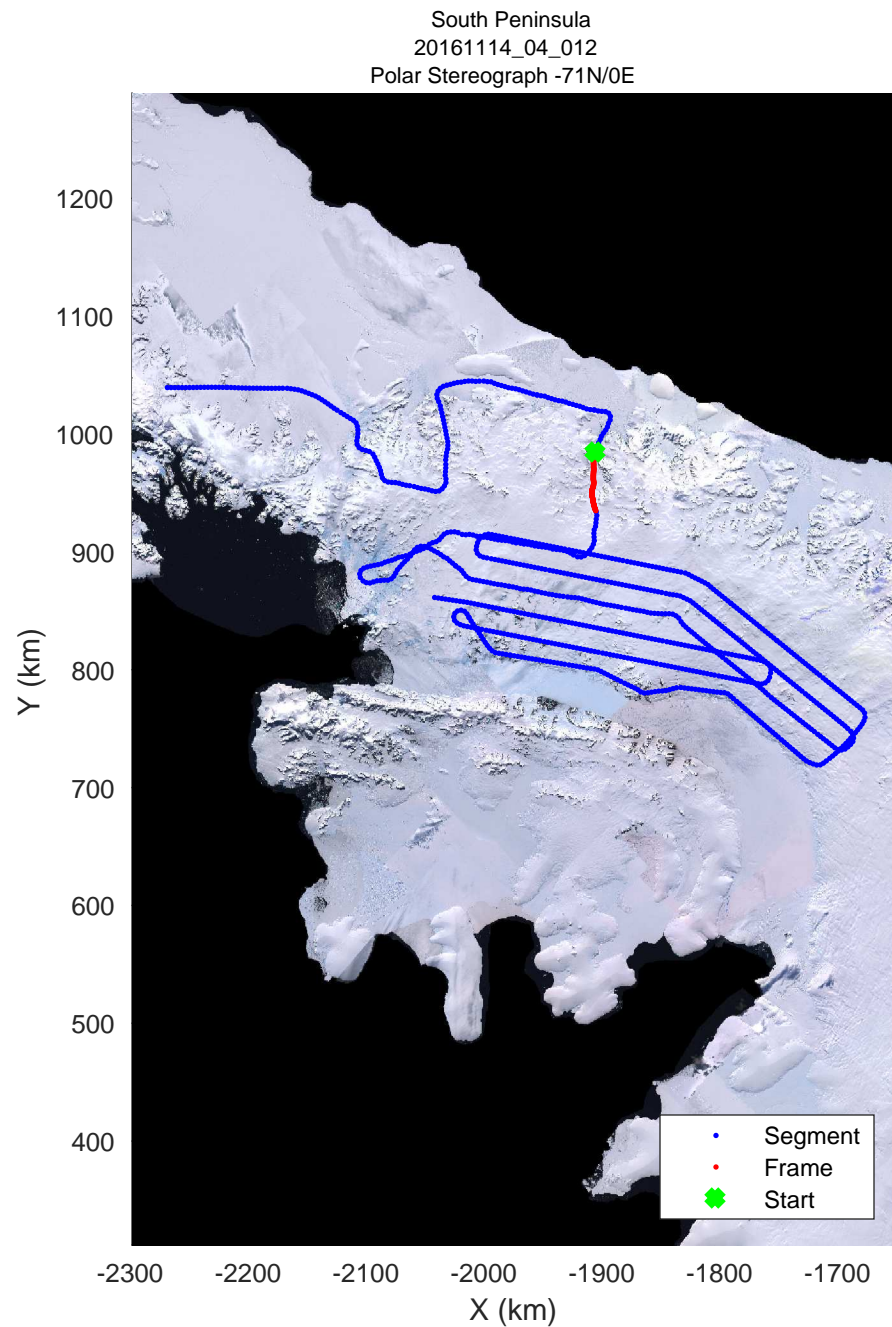 South Peninsula
20161114_04_012
Polar Stereograph -71N/0E
1200
1100
1000
900
800
700
600
500
400
Y (km)
-2300 -2200 -2100 -2000 -1900 -1800 -1700
X (km)
Segment
Frame
Start